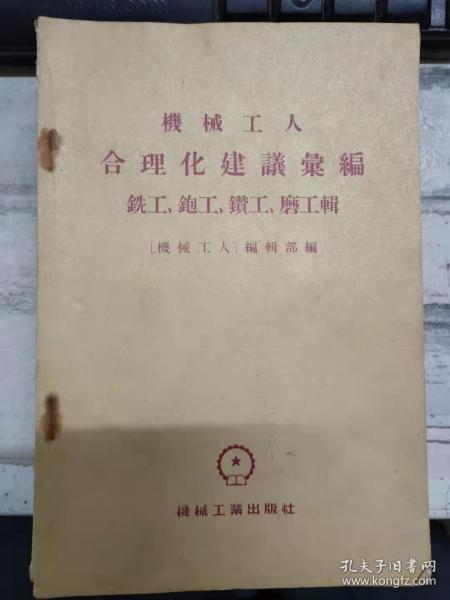 機械工人
合理化建議彙編
銑工、鉋工、鑽工、磨工輯
［機械工人］編輯部編
機械工業出版社
孔夫子旧书网
www.kongfz.com